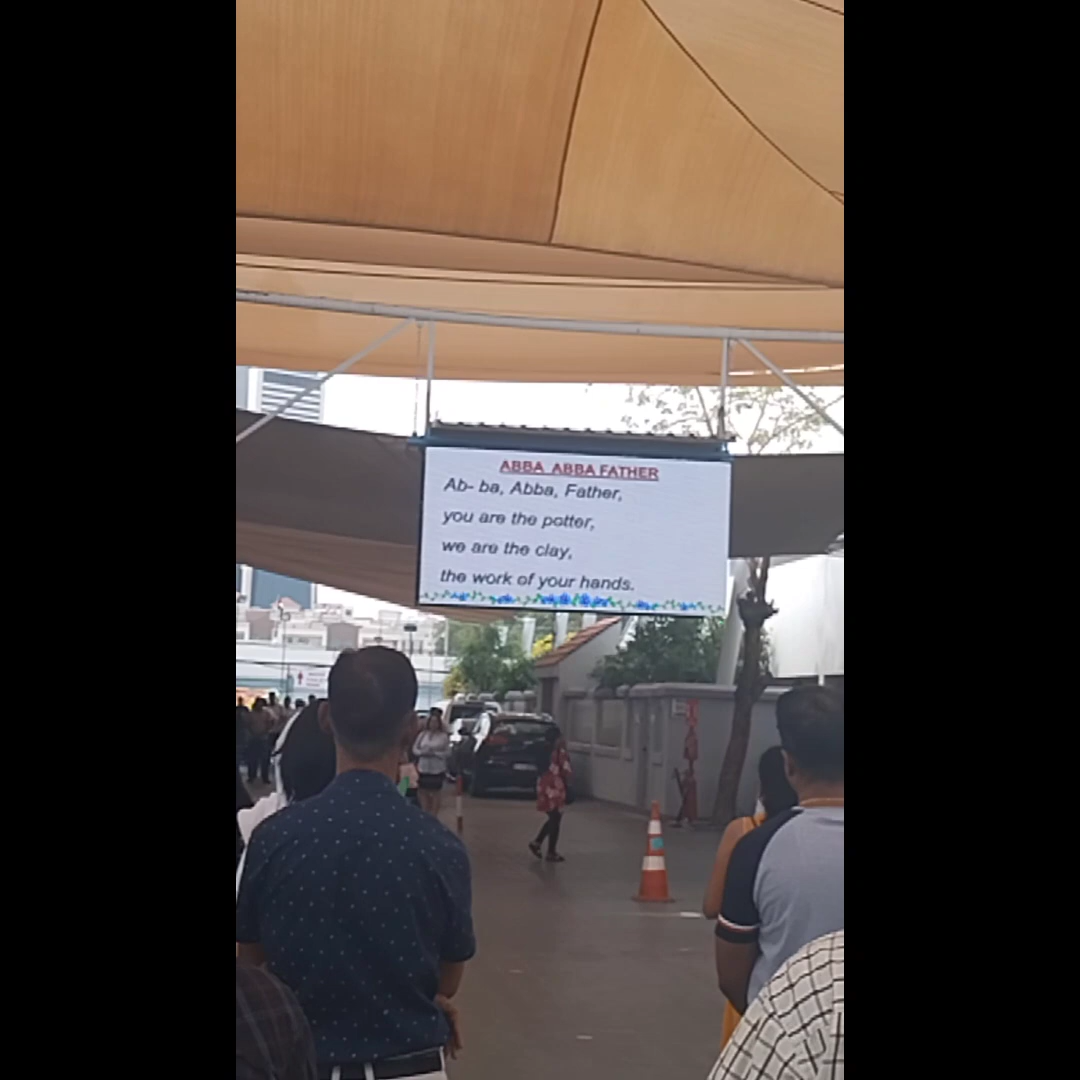 ABBA ABBA FATHER
Ab- ba, Abba, Father,
you are the potter,
we are the clay,
the work of your hands.